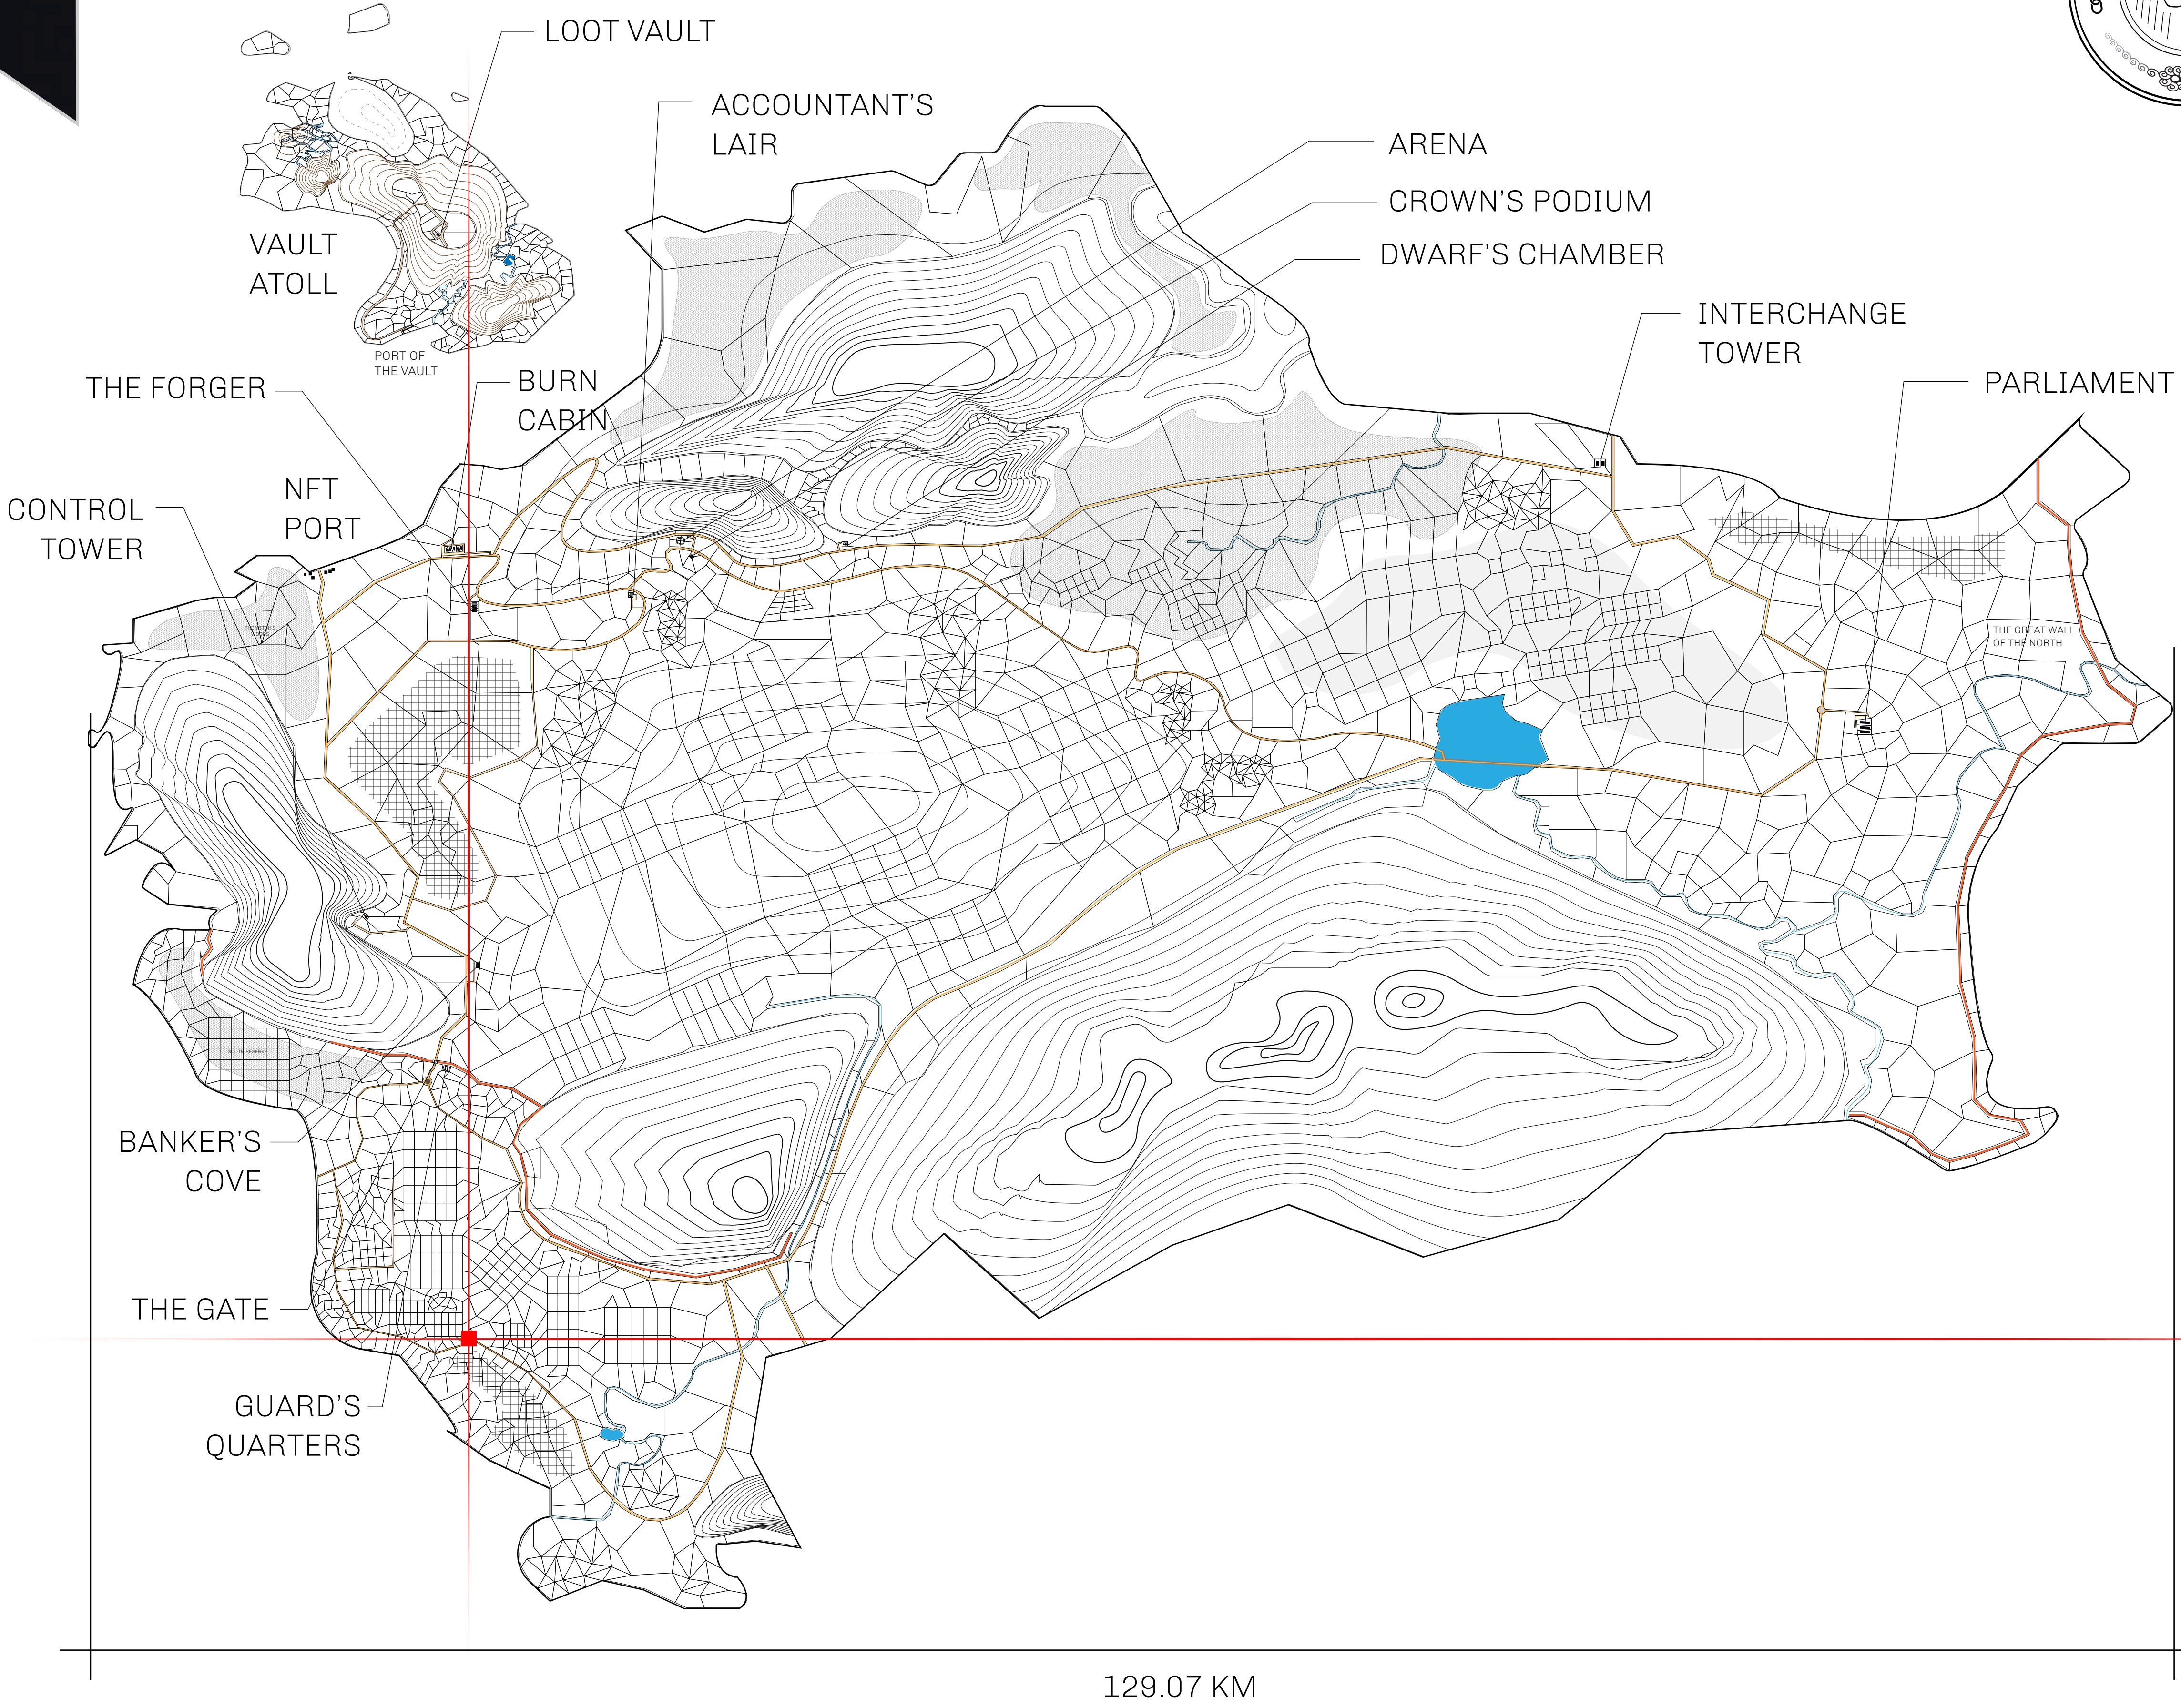 LOOT VAULT
ACCOUNTANT'S
LAIR
ARENA
CROWN'S PODIUM
DWARF'S CHAMBER
VAULT
ATOLL
INTERCHANGE
TOWER
PORT OF
THE VAULT
THE FORGER
BURN
CABIN
PARLIAMENT
NFT
PORT
CONTROL
TOWER
THE GREAT WALL
OF THE NORTH
SOUTH RESERVE
BANKER'S
COVE
THE GATE
GUARD'S
QUARTERS
129.07 KM